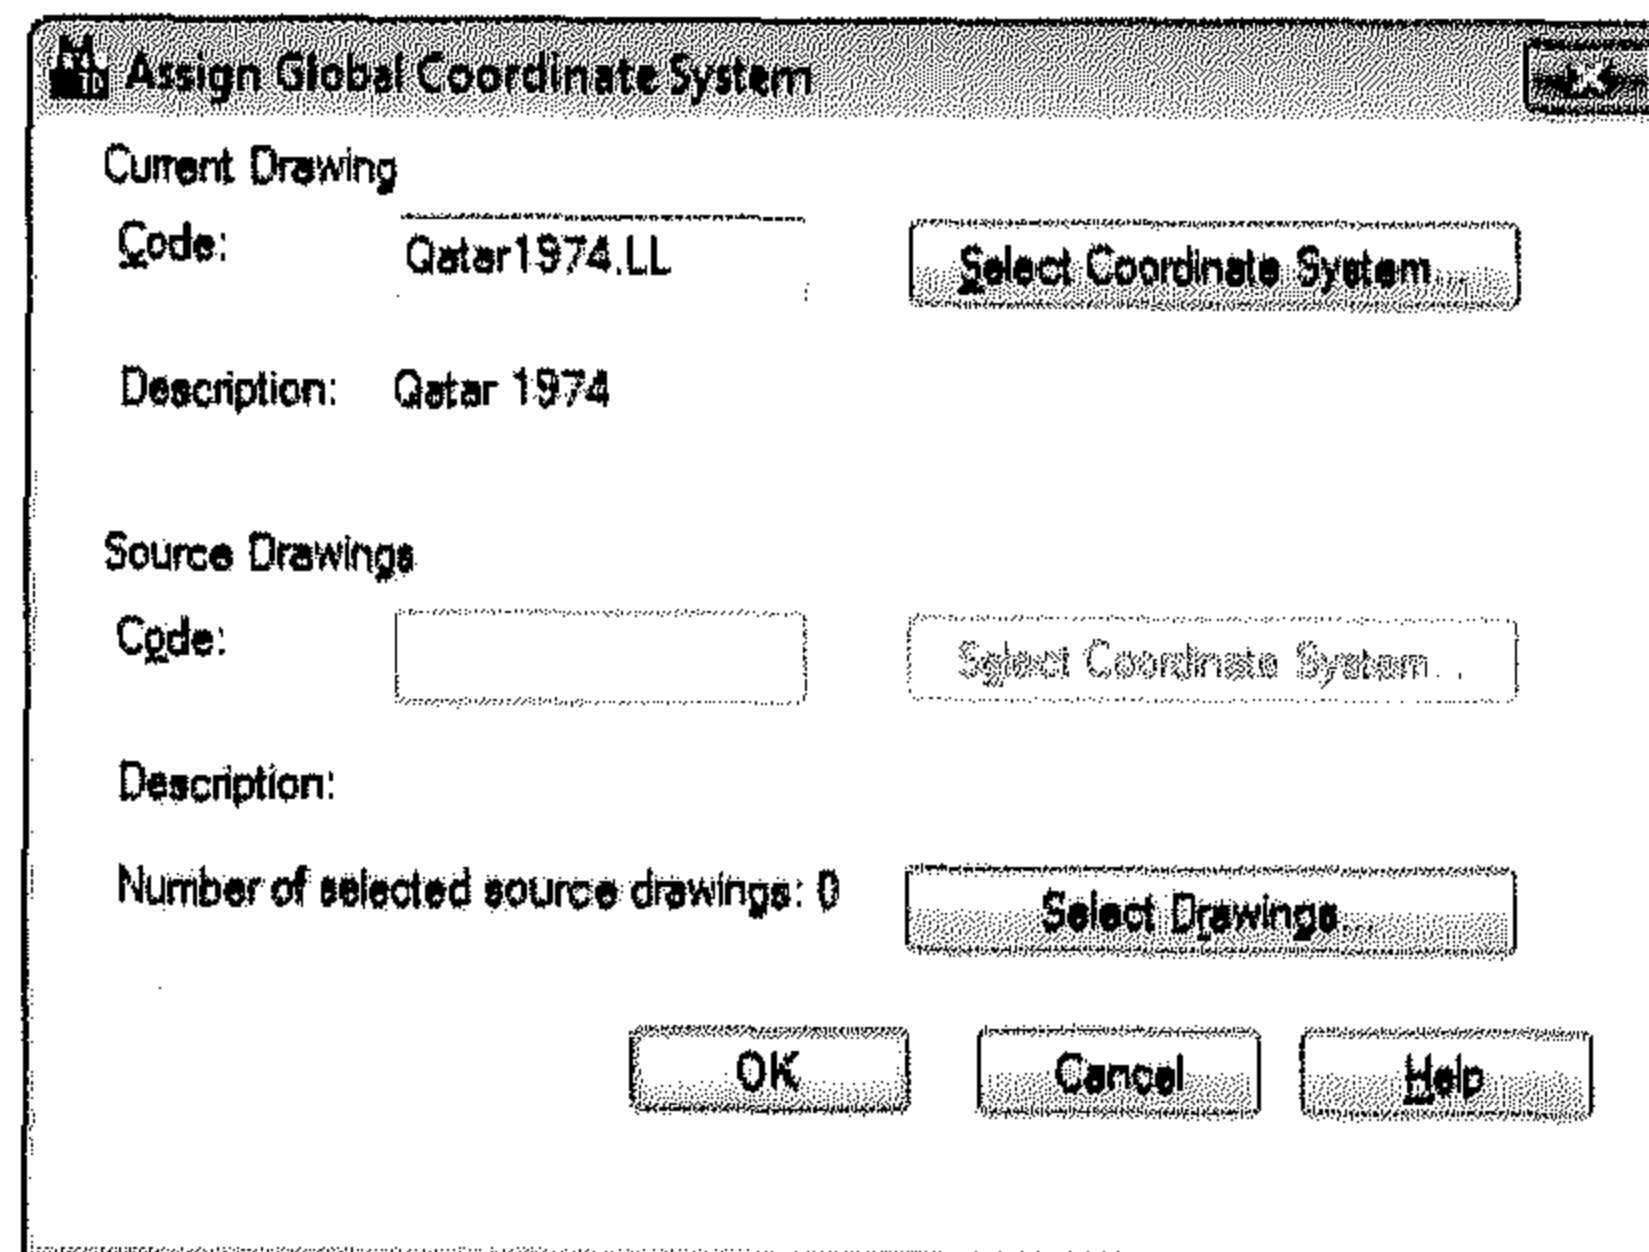 Assign Global Coordinate System
Current Drawing
Code: Qatar1974.LL Select Coordinate System...
Description: Qatar 1974
Source Drawings
Code: Select Coordinate System...
Description:
Number of selected source drawings: 0 Select Drawings...
OK Cancel Help